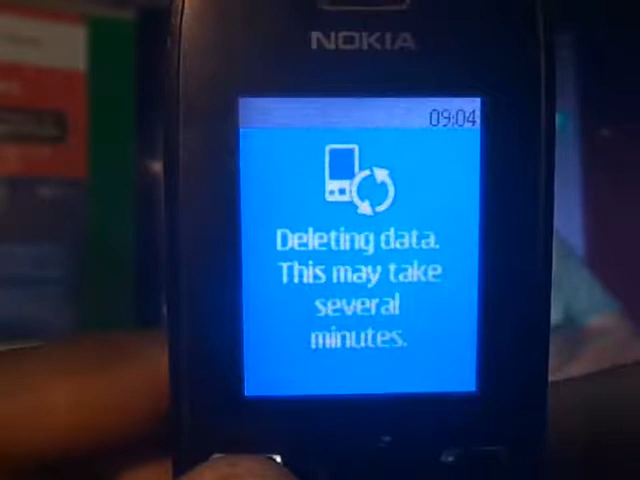 NOKIA
09:04
Deleting data.
This may take
several
minutes.